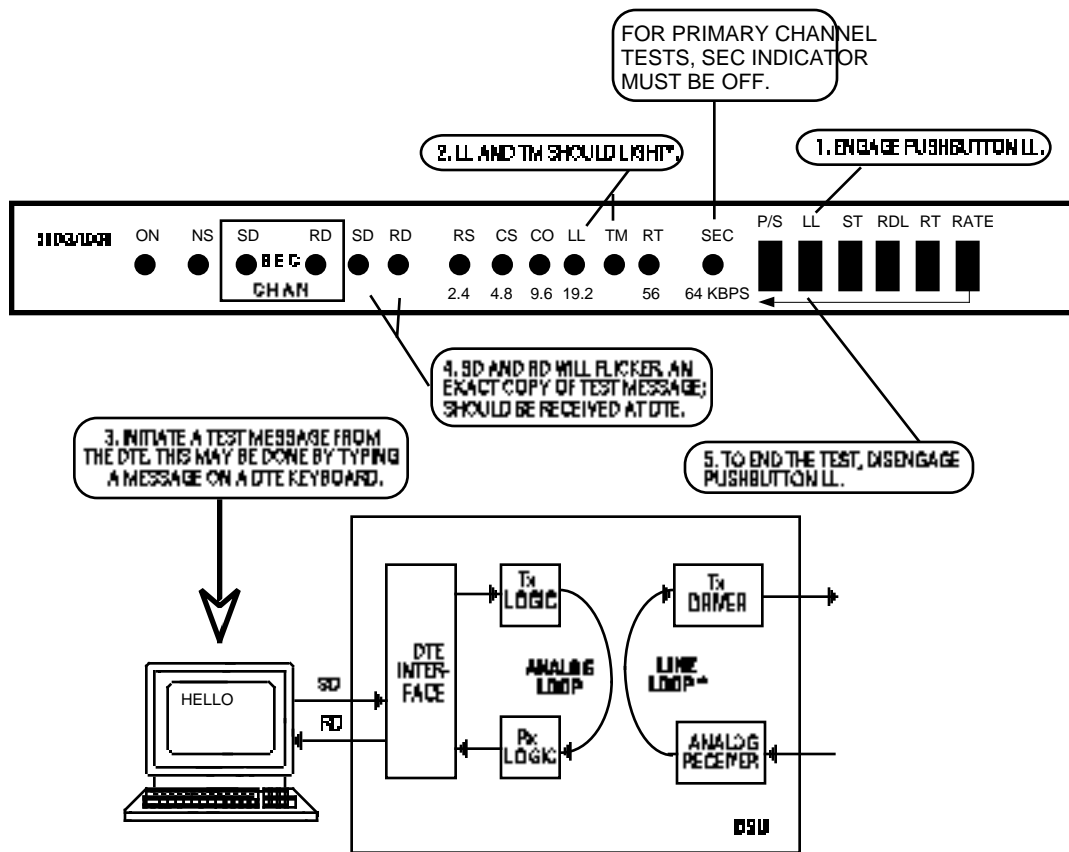 FOR PRIMARY CHANNEL
TESTS, SEC INDICATOR
MUST BE OFF.
2. LL AND TM SHOULD LIGHT*.
1. ENGAGE PUSHBUTTON LL.
ON NS SD RD SD RD RS CS CO LL TM RT SEC P/S LL ST RDL RT RATE
SEC
CHAN
2.4 4.8 9.6 19.2 56 64 KBPS
4. SD AND RD WILL FLICKER. AN
EXACT COPY OF TEST MESSAGE;
SHOULD BE RECEIVED AT DTE.
3. INITIATE A TEST MESSAGE FROM
THE DTE. THIS MAY BE DONE BY TYPING
A MESSAGE ON A DTE KEYBOARD.
5. TO END THE TEST, DISENGAGE
PUSHBUTTON LL.
Tx
LOGIC
Tx
DRIVER
DTE
INTER-
FACE
ANALOG
LOOP
LINE
LOOP**
SD
HELLO
RD
Rx
LOGIC
ANALOG
RECEIVER
DSU